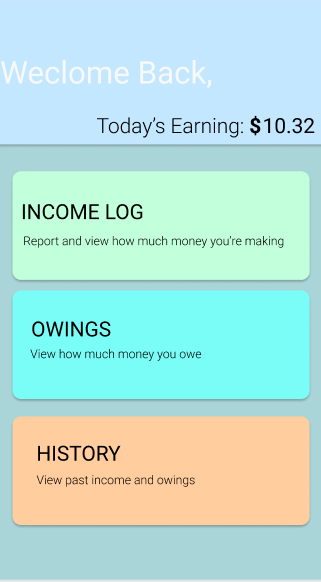 Weclome Back,
Today's Earning: $10.32
INCOME LOG
Report and view how much money you're making
OWINGS
View how much money you owe
HISTORY
View past income and owings